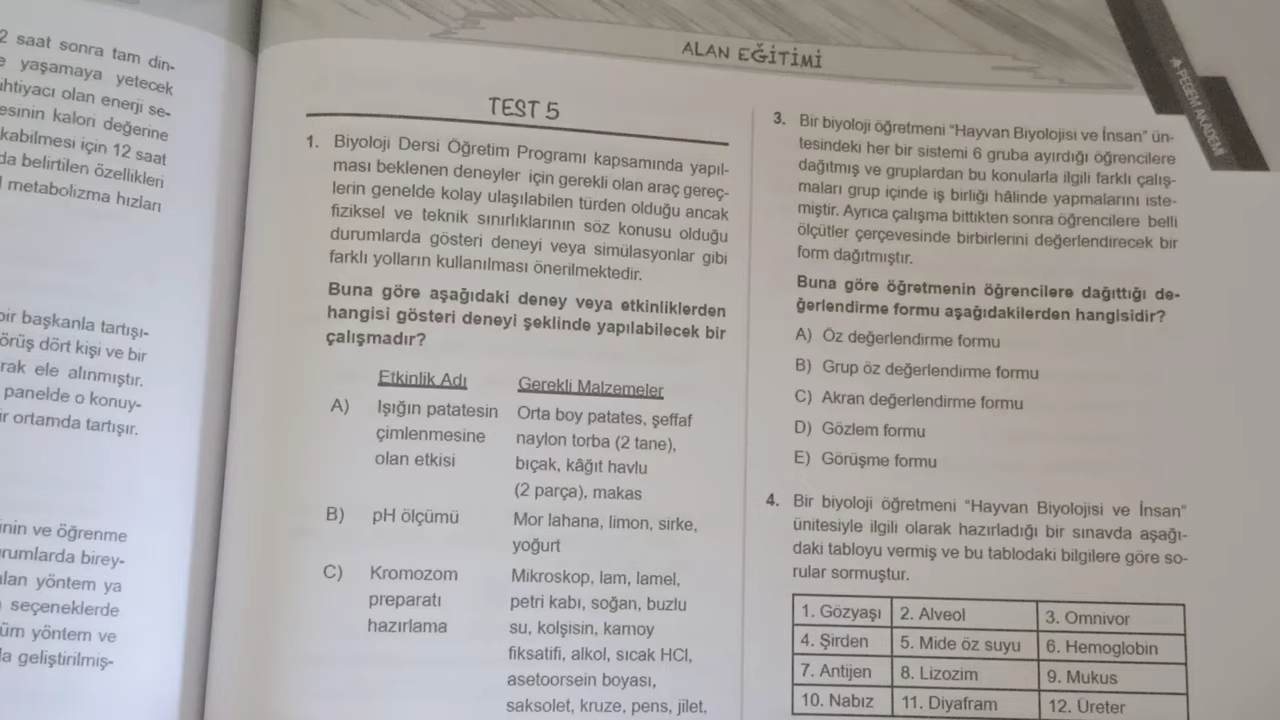 2 saat sonra tam din-
e yaşamaya yetecek
ihtiyacı olan enerji se-
esinin kalori değerine
kabilmesi için 12 saat
da belirtilen özellikleri
l metabolizma hızları
bir başkanla tartışı-
örüş dört kişi ve bir
rak ele alınmıştır.
panelde o konuy-
ir ortamda tartışır.
inin ve öğrenme
urumlarda birey-
ılan yöntem ya
seçeneklerde
üm yöntem ve
la geliştirilmiş-
ALAN EĞİTİMİ
PEGEM AKADEMİ
TEST 5
1. Biyoloji Dersi Öğretim Programı kapsamında yapıl-
ması beklenen deneyler için gerekli olan araç gereç-
lerin genelde kolay ulaşılabilen türden olduğu ancak
fiziksel ve teknik sınırlıklarının söz konusu olduğu
durumlarda gösteri deneyi veya simülasyonlar gibi
farklı yolların kullanılması önerilmektedir.
Buna göre aşağıdaki deney veya etkinliklerden
hangisi gösteri deneyi şeklinde yapılabilecek bir
çalışmadır?
Etkinlik Adı Gerekli Malzemeler
A) Işığın patatesin Orta boy patates, şeffaf
çimlenmesine naylon torba (2 tane),
olan etkisi bıçak, kâğıt havlu
(2 parça), makas
B) pH ölçümü Mor lahana, limon, sirke,
yoğurt
C) Kromozom Mikroskop, lam, lamel,
preparatı petri kabı, soğan, buzlu
hazırlama su, kolşisin, karnoy
fiksatifi, alkol, sıcak HCl,
asetoorsein boyası,
saksolet, kruze, pens, jilet,
3. Bir biyoloji öğretmeni “Hayvan Biyolojisi ve İnsan” ün-
tesindeki her bir sistemi 6 gruba ayırdığı öğrencilere
dağıtmış ve gruplardan bu konularla ilgili farklı çalış-
maları grup içinde iş birliği hâlinde yapmalarını iste-
miştir. Ayrıca çalışma bittikten sonra öğrencilere belli
ölçütler çerçevesinde birbirlerini değerlendirecek bir
form dağıtmıştır.
Buna göre öğretmenin öğrencilere dağıttığı de-
ğerlendirme formu aşağıdakilerden hangisidir?
A) Öz değerlendirme formu
B) Grup öz değerlendirme formu
C) Akran değerlendirme formu
D) Gözlem formu
E) Görüşme formu
4. Bir biyoloji öğretmeni “Hayvan Biyolojisi ve İnsan”
ünitesiyle ilgili olarak hazırladığı bir sınavda aşağı-
daki tabloyu vermiş ve bu tablodaki bilgilere göre so-
rular sormuştur.
1. Gözyaşı 2. Alveol 3. Omnivor
4. Şirden 5. Mide öz suyu 6. Hemoglobin
7. Antijen 8. Lizozim 9. Mukus
10. Nabız 11. Diyafram 12. Üreter